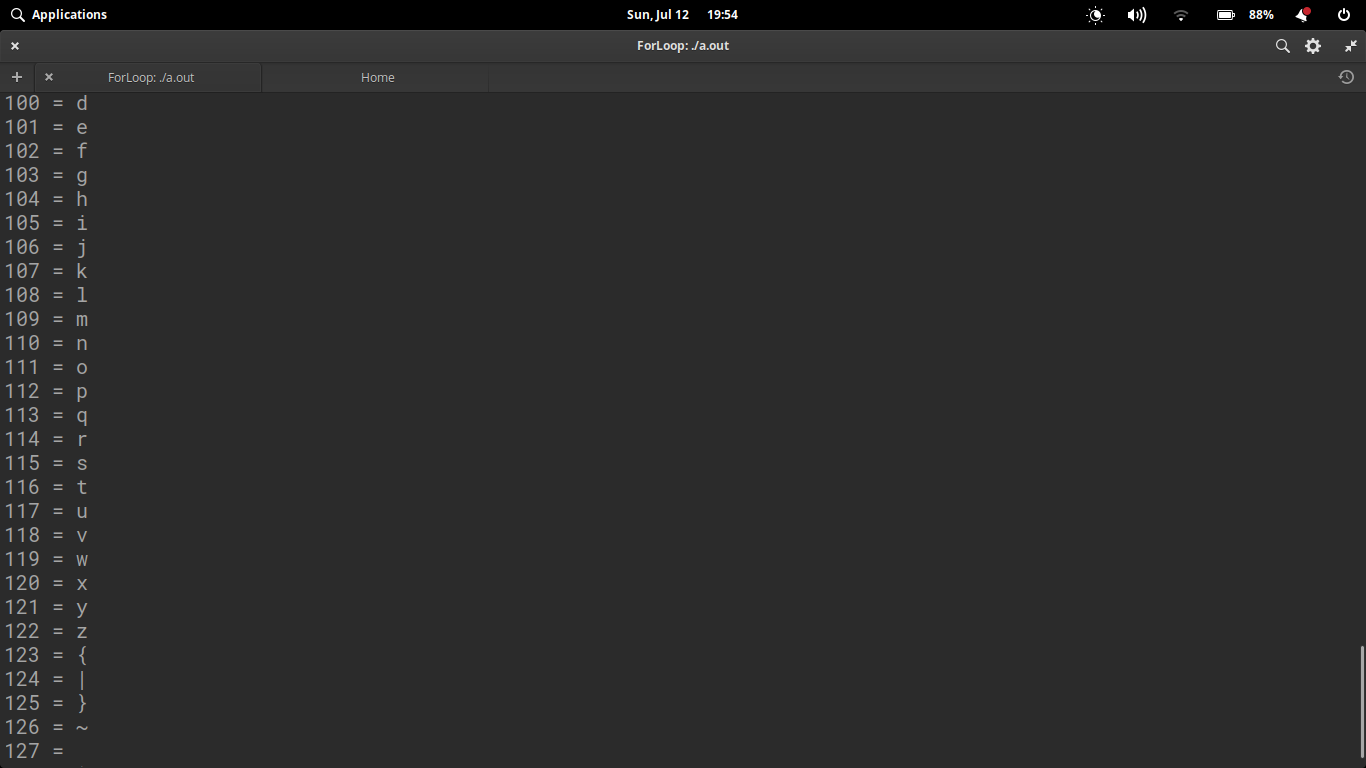 Applications
Sun, Jul 12 19:54
88%
ForLoop: ./a.out
ForLoop: ./a.out
Home
100 = d
101 = e
102 = f
103 = g
104 = h
105 = i
106 = j
107 = k
108 = l
109 = m
110 = n
111 = o
112 = p
113 = q
114 = r
115 = s
116 = t
117 = u
118 = v
119 = w
120 = x
121 = y
122 = z
123 = {
124 = |
125 = }
126 = ~
127 =